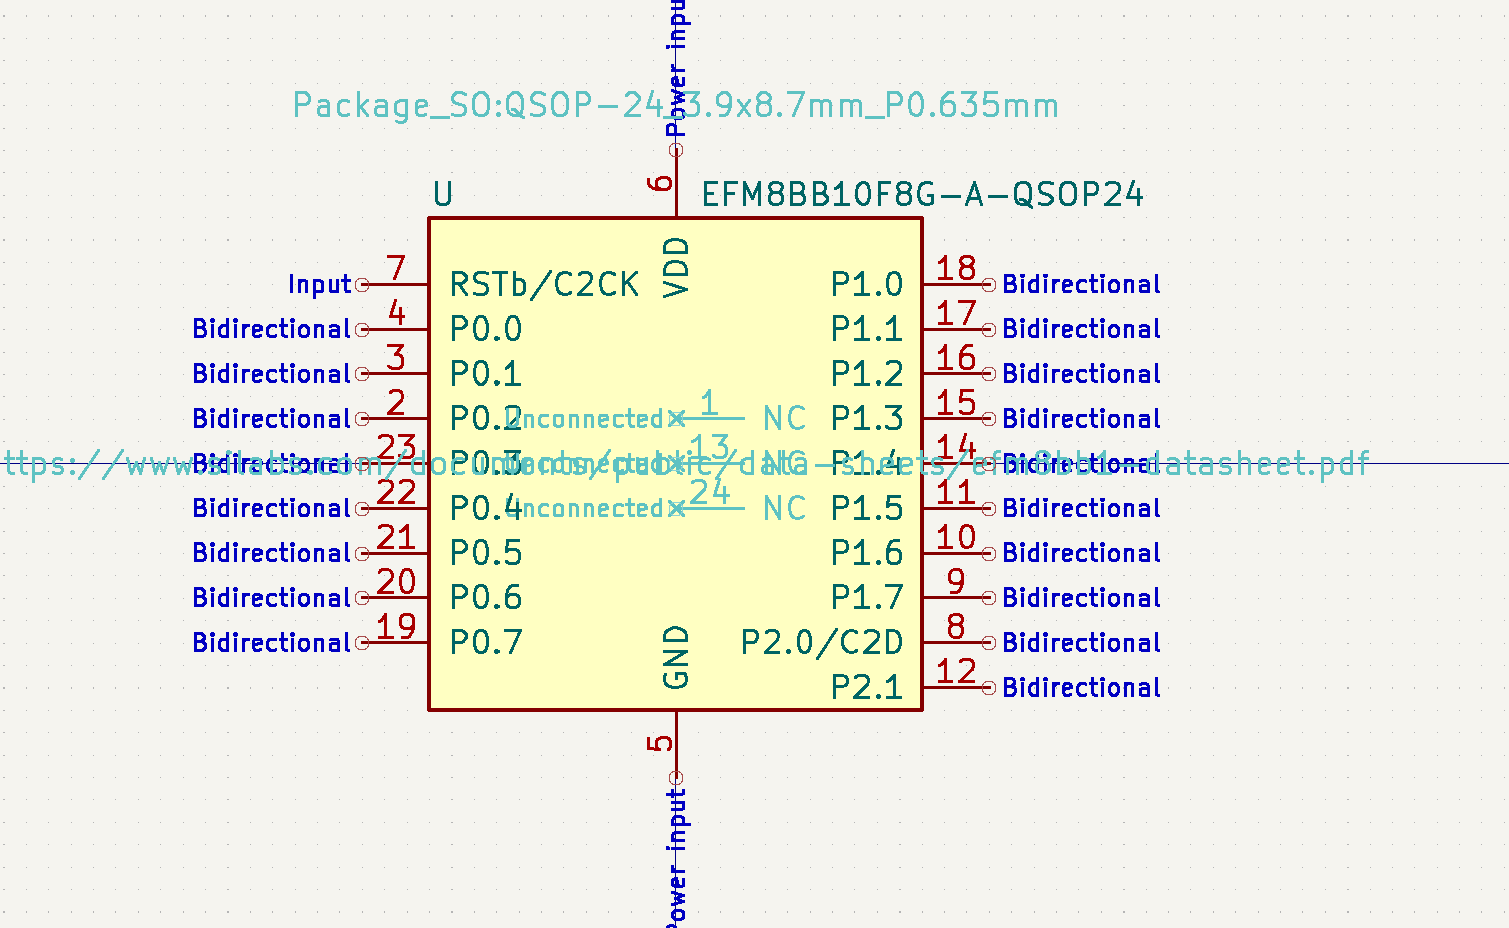 Power input
Package_SO:QSOP-24_3.9x8.7mm_P0.635mm
6
U EFM8BB10F8G-A-QSOP24
VDD
Input 7 RSTb/C2CK P1.0 18 Bidirectional
Bidirectional 4 P0.0 P1.1 17 Bidirectional
Bidirectional 3 P0.1 P1.2 16 Bidirectional
Bidirectional 2 P0.2 Unconnected 1 NC P1.3 15 Bidirectional
Bidirectional 23 P0.3 Unconnected 13 NC P1.4 14 Bidirectional
ttps://www.silabs.com/documents/public/data-sheets/efm8bb1-datasheet.pdf
Bidirectional 22 P0.4 Unconnected 24 NC P1.5 11 Bidirectional
Bidirectional 21 P0.5 P1.6 10 Bidirectional
Bidirectional 20 P0.6 P1.7 9 Bidirectional
Bidirectional 19 P0.7 P2.0/C2D 8 Bidirectional
GND P2.1 12 Bidirectional
5
Power input